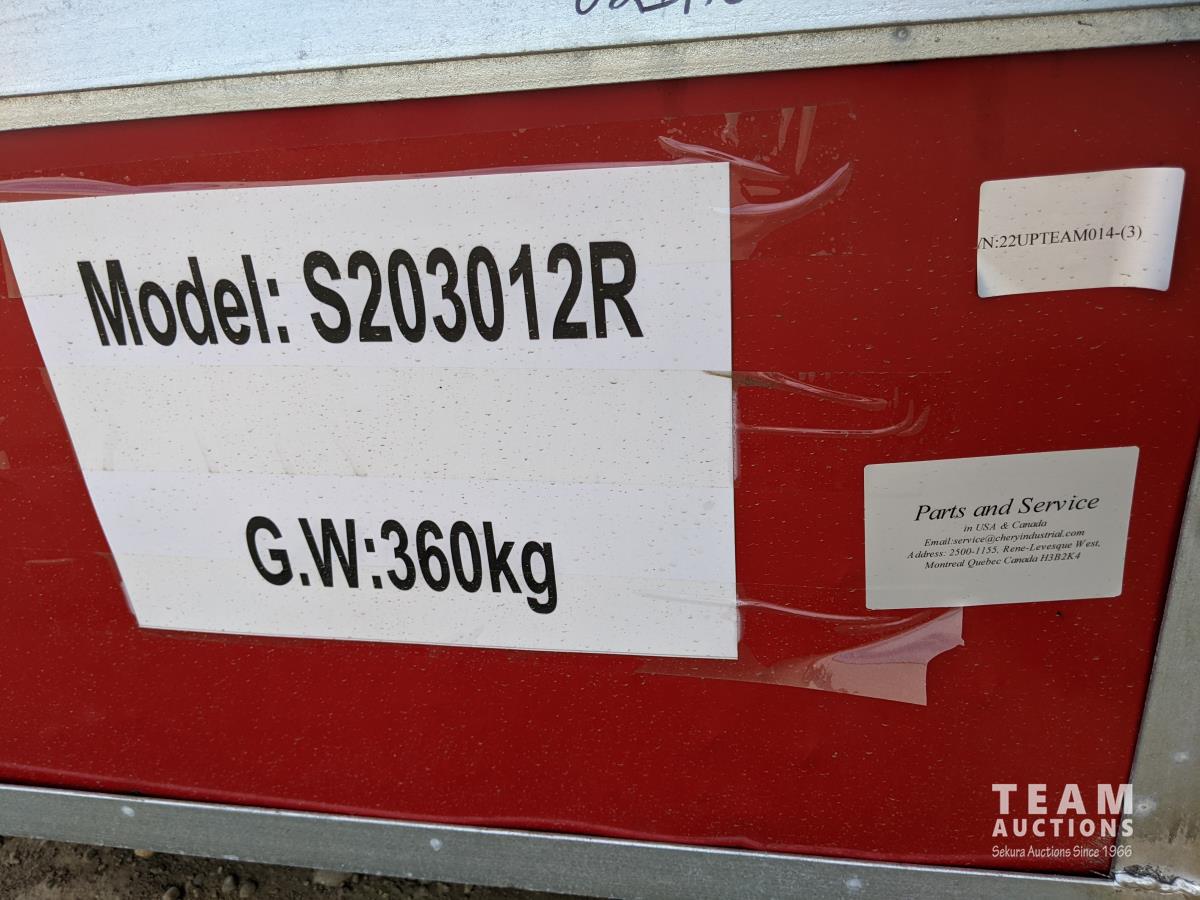 Model: S203012R
G.W:360kg
/N:22UPTEAM014-(3)
Parts and Service
in USA & Canada
Email:service@cheryindustrial.com
Address: 2500-1155, Rene-Levesque West,
Montreal Quebec Canada H3B2K4
TEAM
AUCTIONS
Sekura Auctions Since 1966